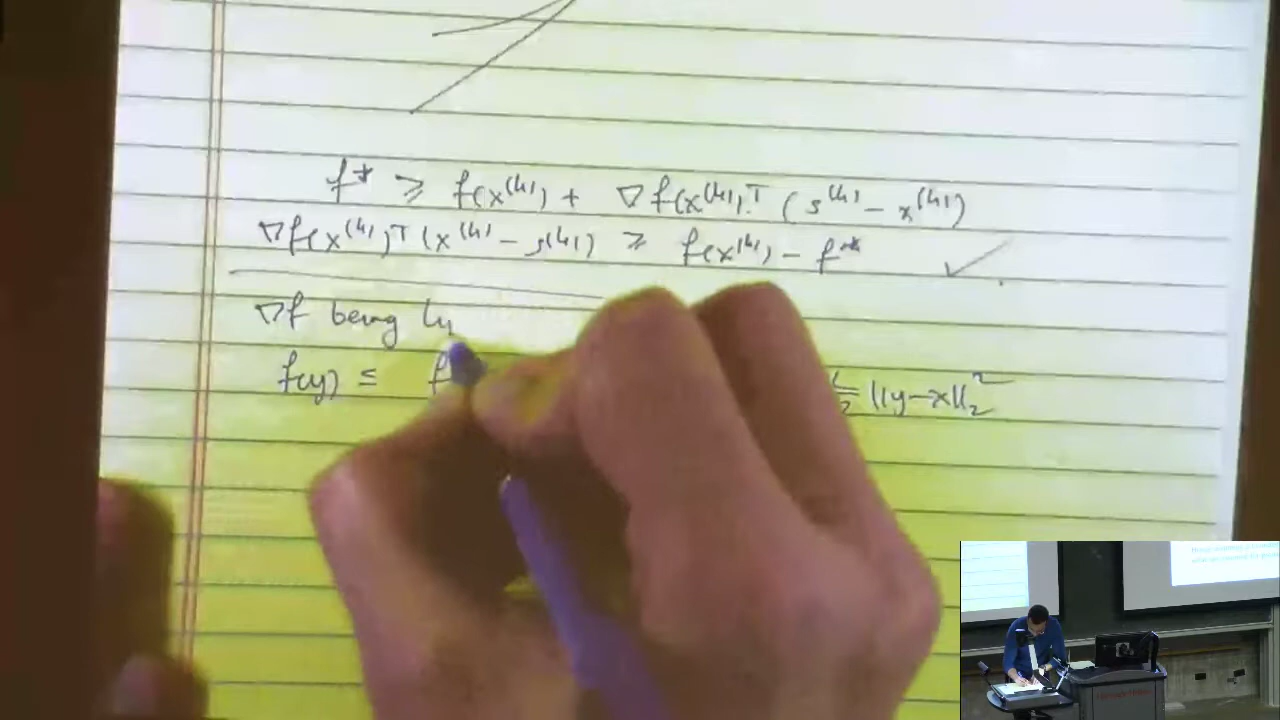 f* ≥ f(x⁽ᵏ⁾) + ∇f(x⁽ᵏ⁾)ᵀ (s⁽ᵏ⁾ − x⁽ᵏ⁾)
∇f(x⁽ᵏ⁾)ᵀ(x⁽ᵏ⁾ − s⁽ᵏ⁾) ≥ f(x⁽ᵏ⁾) − f*
∇f being
f(y) ≤ f ‖y−x‖₂²